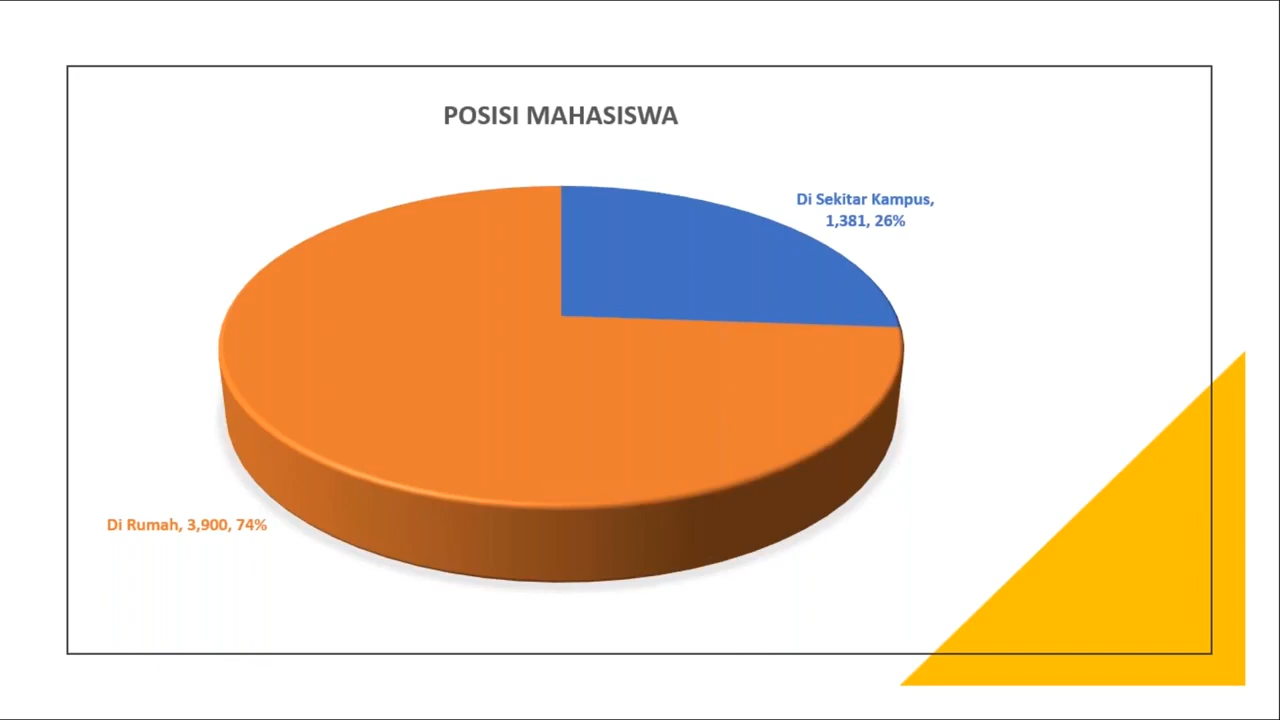 POSISI MAHASISWA
Di Sekitar Kampus,
1,381, 26%
Di Rumah, 3,900, 74%